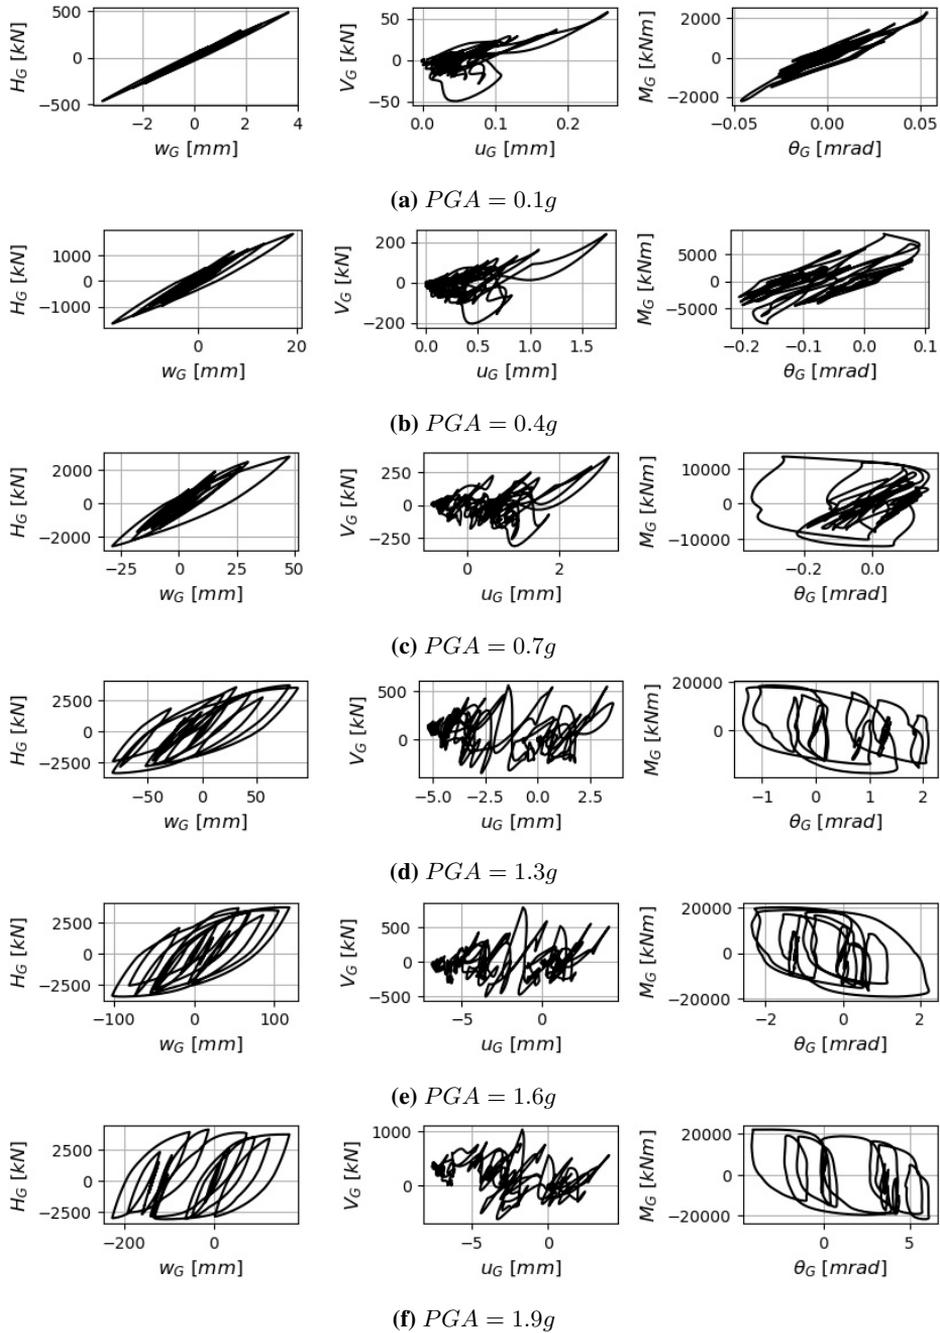 500
0
−500
H_G [kN]
−2 0 2 4
w_G [mm]
50
0
−50
V_G [kN]
0.0 0.2
u_G [mm]
2000
0
−2000
M_G [kNm]
−0.05 0.00 0.05
θ_G [mrad]
(a) PGA = 0.1g
1000
0
−1000
H_G [kN]
0 20
w_G [mm]
200
0
−200
V_G [kN]
0.0 0.5 1.0 1.5
u_G [mm]
5000
0
−5000
M_G [kNm]
−0.2 −0.1 0.0 0.1
θ_G [mrad]
(b) PGA = 0.4g
2000
0
−2000
H_G [kN]
−25 0 25 50
w_G [mm]
250
0
−250
V_G [kN]
0 2
u_G [mm]
10000
0
−10000
M_G [kNm]
−0.2 0.0
θ_G [mrad]
(c) PGA = 0.7g
2500
0
−2500
H_G [kN]
−50 0 50
w_G [mm]
500
0
V_G [kN]
−5.0 −2.5 0.0 2.5
u_G [mm]
20000
0
M_G [kNm]
−1 0 1 2
θ_G [mrad]
(d) PGA = 1.3g
2500
0
−2500
H_G [kN]
−100 0 100
w_G [mm]
500
0
−500
V_G [kN]
−5 0
u_G [mm]
20000
0
−20000
M_G [kNm]
−2 0 2
θ_G [mrad]
(e) PGA = 1.6g
2500
0
−2500
H_G [kN]
−200 0
w_G [mm]
1000
0
V_G [kN]
−5 0
u_G [mm]
20000
0
−20000
M_G [kNm]
0 5
θ_G [mrad]
(f) PGA = 1.9g